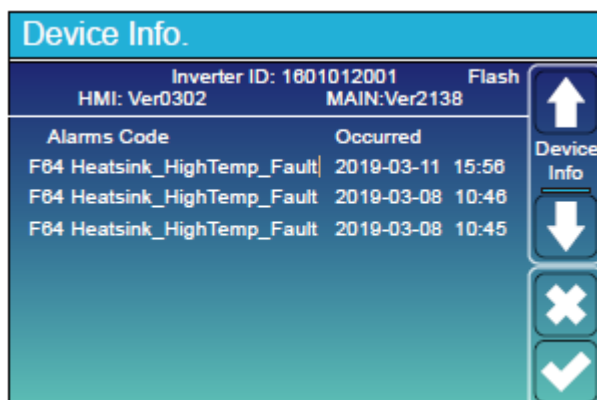 Device Info.
Inverter ID: 1601012001 Flash
HMI: Ver0302 MAIN:Ver2138
Alarms Code Occurred
F64 Heatsink_HighTemp_Fault 2019-03-11 15:56
F64 Heatsink_HighTemp_Fault 2019-03-08 10:46
F64 Heatsink_HighTemp_Fault 2019-03-08 10:45
Device
Info